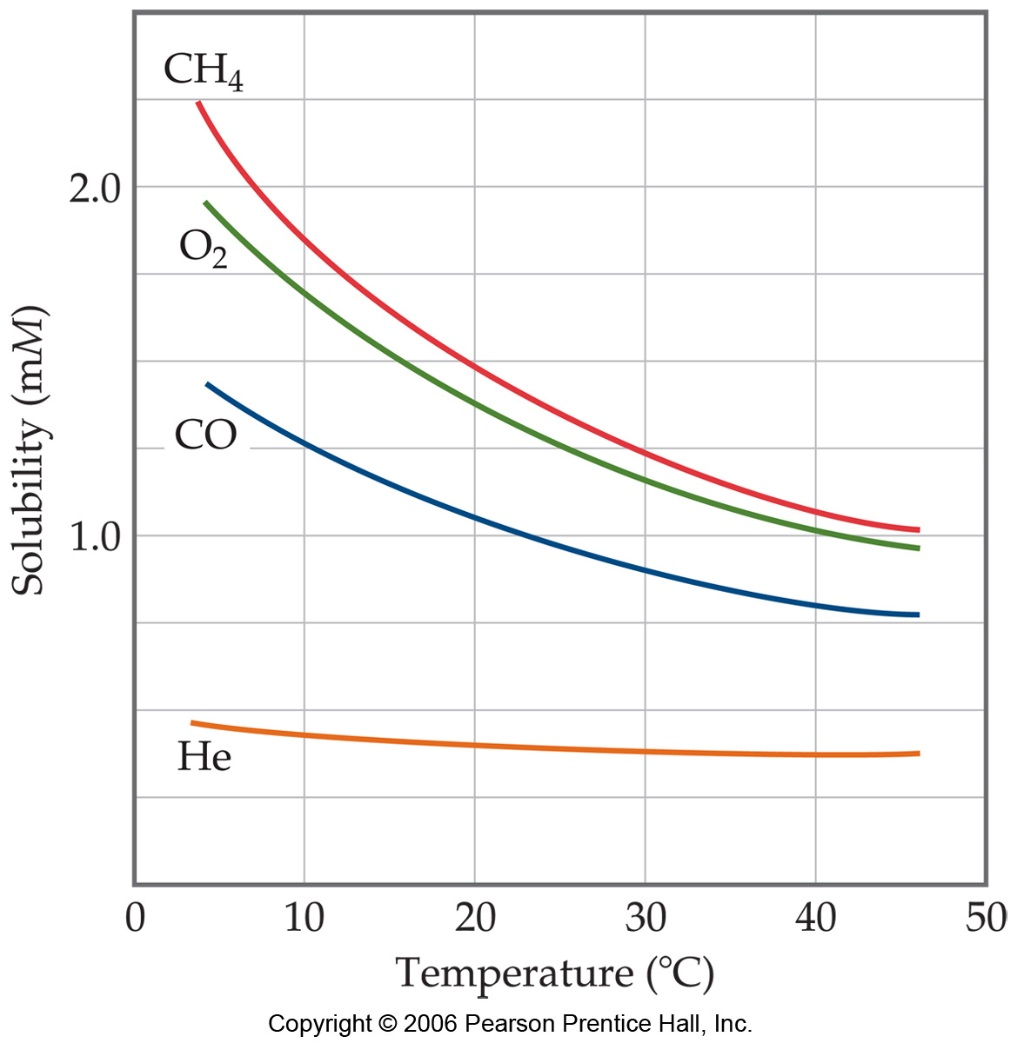 CH₄
2.0
O₂
CO
Solubility (mM)
1.0
He
0 10 20 30 40 50
Temperature (°C)
Copyright © 2006 Pearson Prentice Hall, Inc.